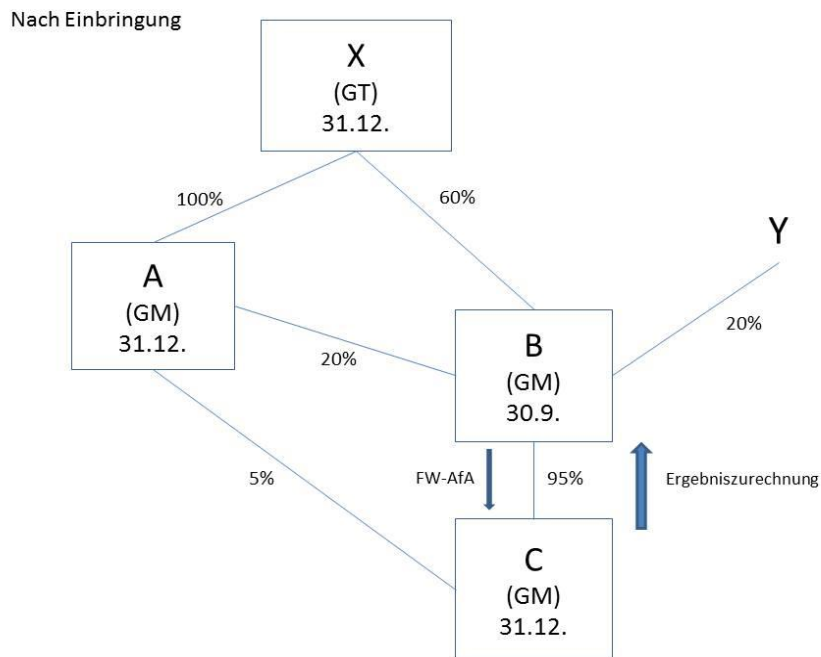 Nach Einbringung
X
(GT)
31.12.
100%
60%
Y
A
(GM)
31.12.
20%
B
(GM)
30.9.
20%
5%
FW-AfA
95%
Ergebniszurechnung
C
(GM)
31.12.